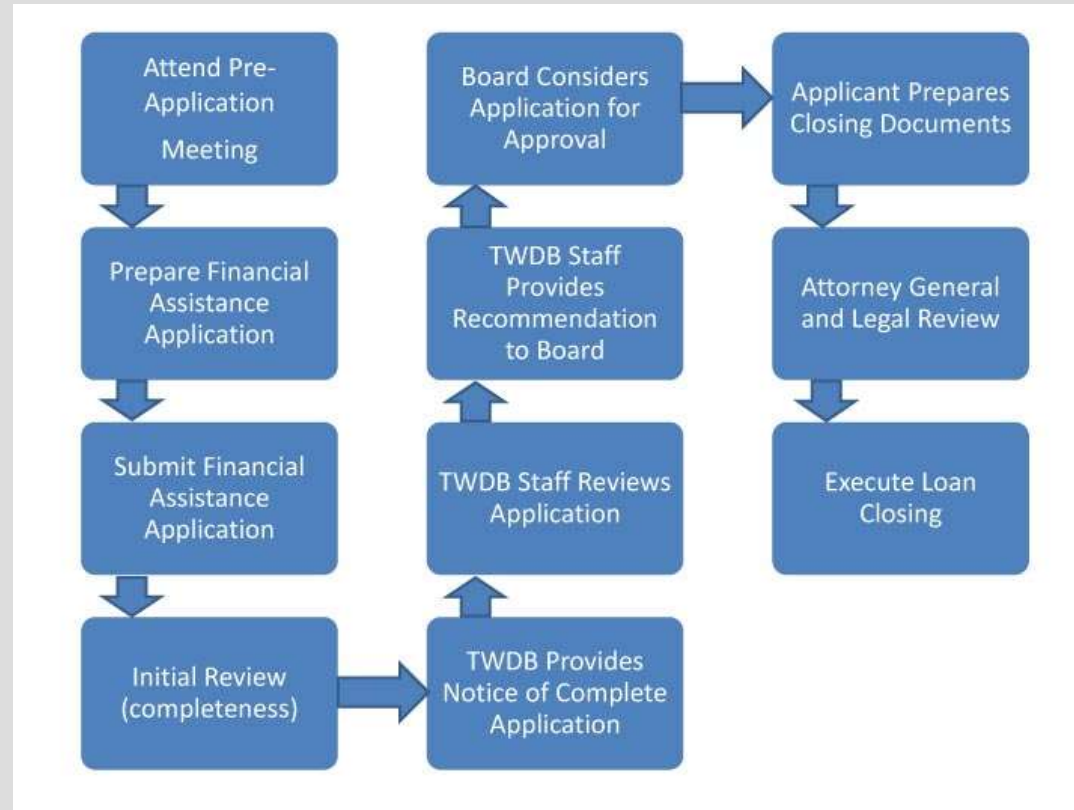 Attend Pre-
Application
Meeting
Prepare Financial
Assistance
Application
Submit Financial
Assistance
Application
Initial Review
(completeness)
TWDB Provides
Notice of Complete
Application
TWDB Staff Reviews
Application
TWDB Staff
Provides
Recommendation
to Board
Board Considers
Application for
Approval
Applicant Prepares
Closing Documents
Attorney General
and Legal Review
Execute Loan
Closing